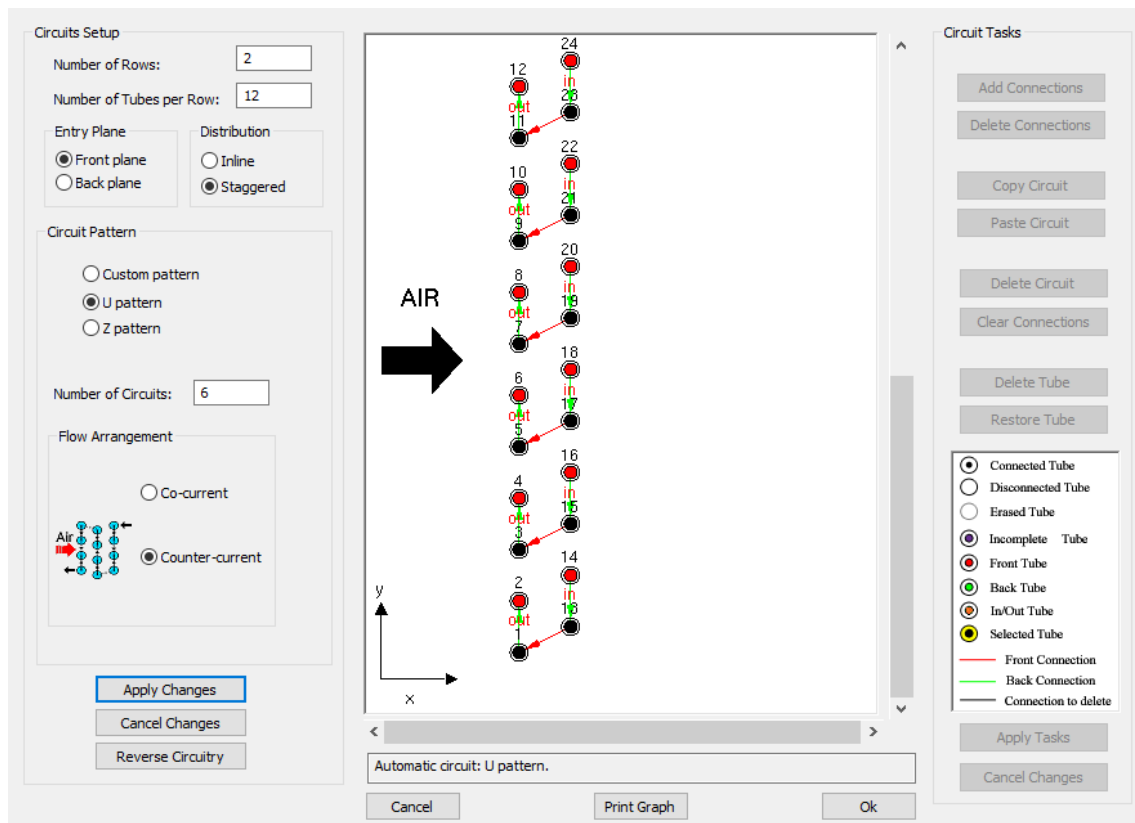 Circuits Setup
Number of Rows: 2
Number of Tubes per Row: 12
Entry Plane
Front plane
Back plane
Distribution
Inline
Staggered
Circuit Pattern
Custom pattern
U pattern
Z pattern
Number of Circuits: 6
Flow Arrangement
Co-current
Air
Counter-current
Apply Changes
Cancel Changes
Reverse Circuitry
24
12
in
out
23
11
22
10
in
out
21
9
20
8
in
AIR
out
19
7
18
6
in
out
17
5
16
4
in
out
15
3
14
2
in
out
13
1
y
x
Automatic circuit: U pattern.
Cancel
Print Graph
Ok
Circuit Tasks
Add Connections
Delete Connections
Copy Circuit
Paste Circuit
Delete Circuit
Clear Connections
Delete Tube
Restore Tube
Connected Tube
Disconnected Tube
Erased Tube
Incomplete Tube
Front Tube
Back Tube
In/Out Tube
Selected Tube
Front Connection
Back Connection
Connection to delete
Apply Tasks
Cancel Changes